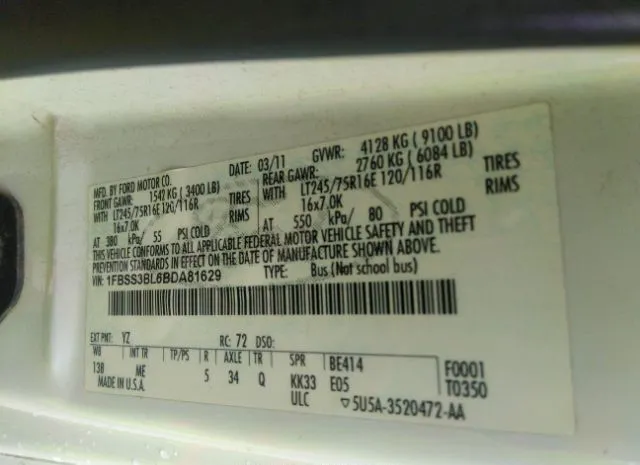 MFD. BY FORD MOTOR CO. DATE: 03/11 GVWR: 4128 KG ( 9100 LB)
FRONT GAWR: 1542 KG ( 3400 LB) REAR GAWR: 2760 KG ( 6084 LB)
WITH LT245/75R16E 120/116R TIRES WITH LT245/75R16E 120/116R TIRES
16x7.0K RIMS 16x7.0K RIMS
AT 380 kPa/ 55 PSI COLD AT 550 kPa/ 80 PSI COLD
THIS VEHICLE CONFORMS TO ALL APPLICABLE FEDERAL MOTOR VEHICLE SAFETY AND THEFT
PREVENTION STANDARDS IN EFFECT ON THE DATE OF MANUFACTURE SHOWN ABOVE.
VIN: 1FBSS3BL6BDA81629 TYPE: Bus (Not school bus)
EXT PNT: YZ RC: 72 DSO:
WB INT TR TP/PS R AXLE TR SPR BE414 F0001
138 ME 5 34 Q KK33 E05 T0350
MADE IN U.S.A. ULC ▽5U5A-3520472-AA